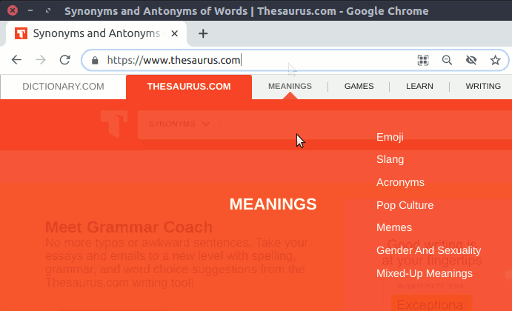 Synonyms and Antonyms of Words | Thesaurus.com - Google Chrome
Synonyms and Antonyms
https://www.thesaurus.com
DICTIONARY.COM THESAURUS.COM MEANINGS GAMES LEARN WRITING
SYNONYMS
Emoji
Slang
Acronyms
MEANINGS
Pop Culture
Memes
Gender And Sexuality
Mixed-Up Meanings
Meet Grammar Coach
No more typos or awkward sentences. Take your
essays and emails to a new level with spelling,
grammar, and word choice suggestions from the
Thesaurus.com writing tool!
Good writing is
at your fingertips
Exceptiona